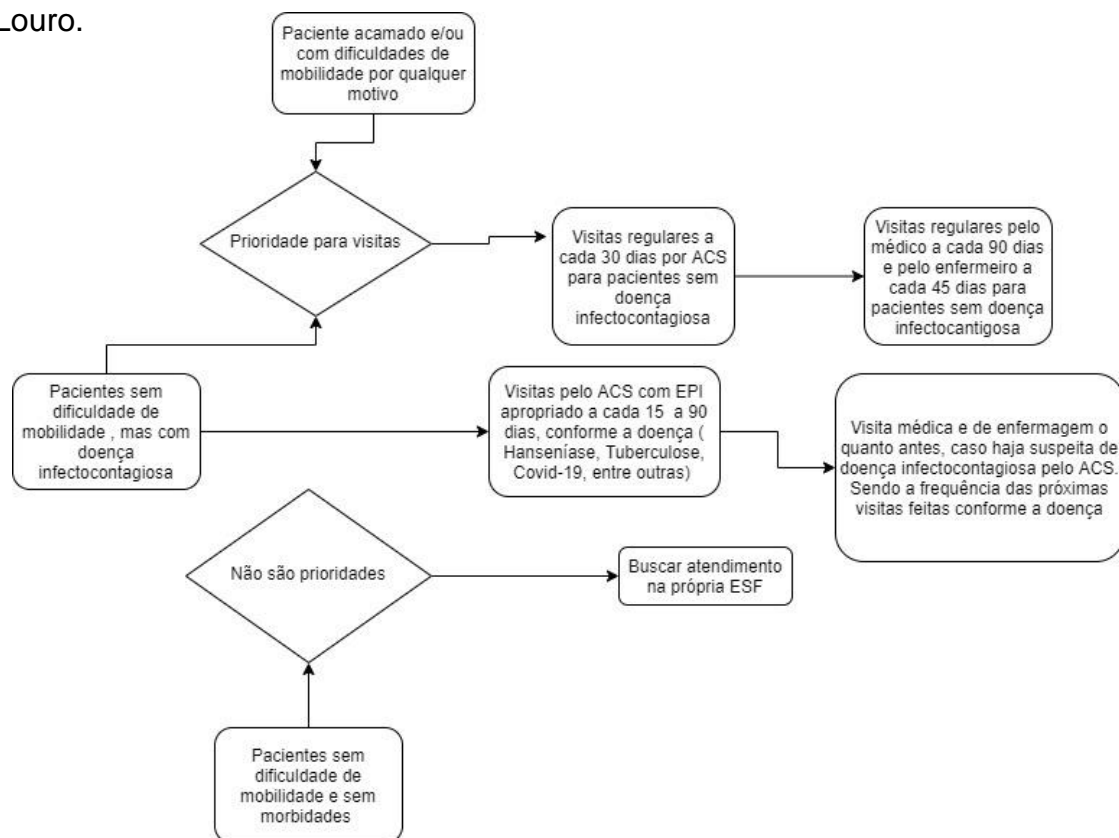 Louro.
Paciente acamado e/ou
com dificuldades de
mobilidade por qualquer
motivo
Prioridade para visitas
Visitas regulares a
cada 30 dias por ACS
para pacientes sem
doença
infectocontagiosa
Visitas regulares pelo
médico a cada 90 dias
e pelo enfermeiro a
cada 45 dias para
pacientes sem doença
infectocantigosa
Pacientes sem
dificuldade de
mobilidade , mas com
doença
infectocontagiosa
Visitas pelo ACS com EPI
apropriado a cada 15 a 90
dias, conforme a doença (
Hanseníase, Tuberculose,
Covid-19, entre outras)
Visita médica e de enfermagem o
quanto antes, caso haja suspeita de
doença infectocontagiosa pelo ACS.
Sendo a frequência das próximas
visitas feitas conforme a doença
Não são prioridades
Buscar atendimento
na própria ESF
Pacientes sem
dificuldade de
mobilidade e sem
morbidades